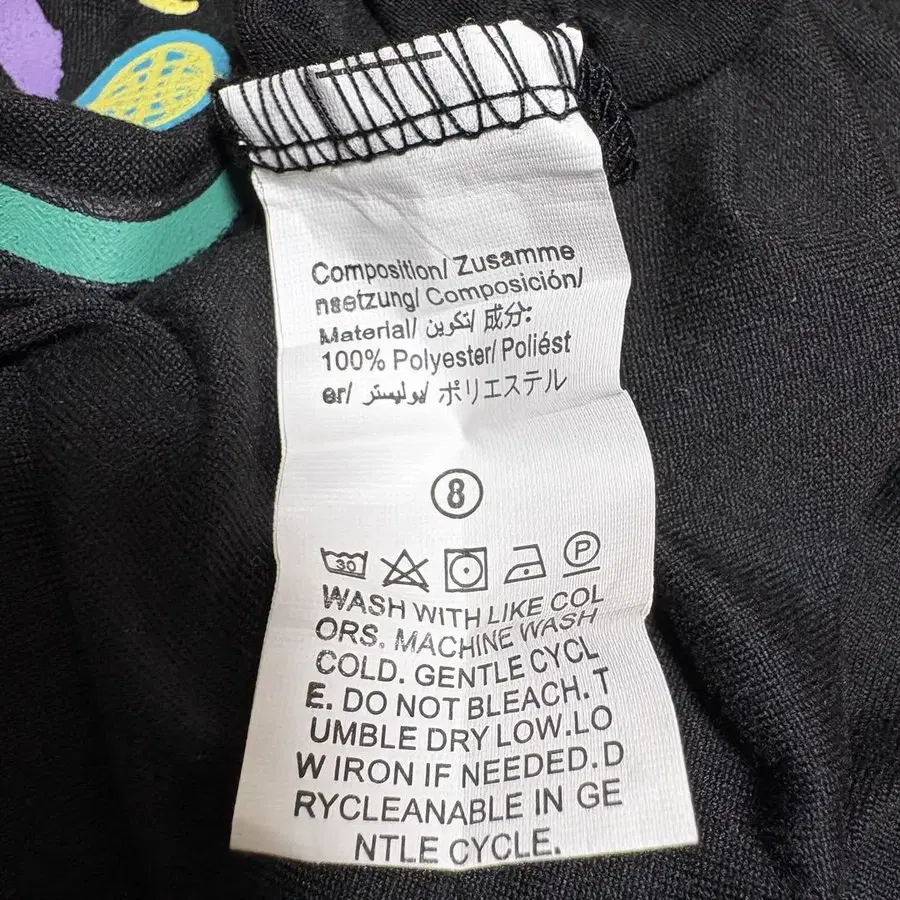 Composition/ Zusamme
nsetzung/ Composición/
Material/ تكوين/ 成分:
100% Polyester/ Poliést
er/ بوليستر/ ポリエステル
8
30 P
WASH WITH LIKE COL
ORS. MACHINE WASH
COLD. GENTLE CYCL
E. DO NOT BLEACH. T
UMBLE DRY LOW.LO
W IRON IF NEEDED.D
RYCLEANABLE IN GE
NTLE CYCLE.